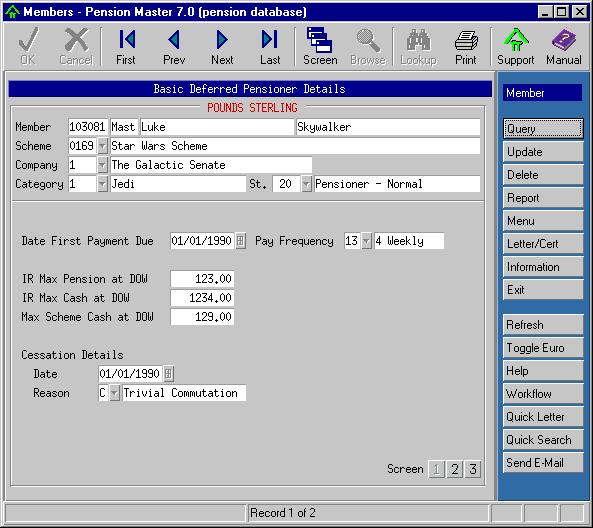 Members - Pension Master 7.0 (pension database)
OK Cancel First Prev Next Last Screen Browse Lookup Print Support Manual
Basic Deferred Pensioner Details
POUNDS STERLING
Member 103081 Mast Luke Skywalker
Scheme 0169 Star Wars Scheme
Company 1 The Galactic Senate
Category 1 Jedi St. 20 Pensioner - Normal
Date First Payment Due 01/01/1990 Pay Frequency 13 4 Weekly
IR Max Pension at DOW 123.00
IR Max Cash at DOW 1234.00
Max Scheme Cash at DOW 129.00
Cessation Details
Date 01/01/1990
Reason C Trivial Commutation
Screen 1 2 3
Member
Query
Update
Delete
Report
Menu
Letter/Cert
Information
Exit
Refresh
Toggle Euro
Help
Workflow
Quick Letter
Quick Search
Send E-Mail
Record 1 of 2